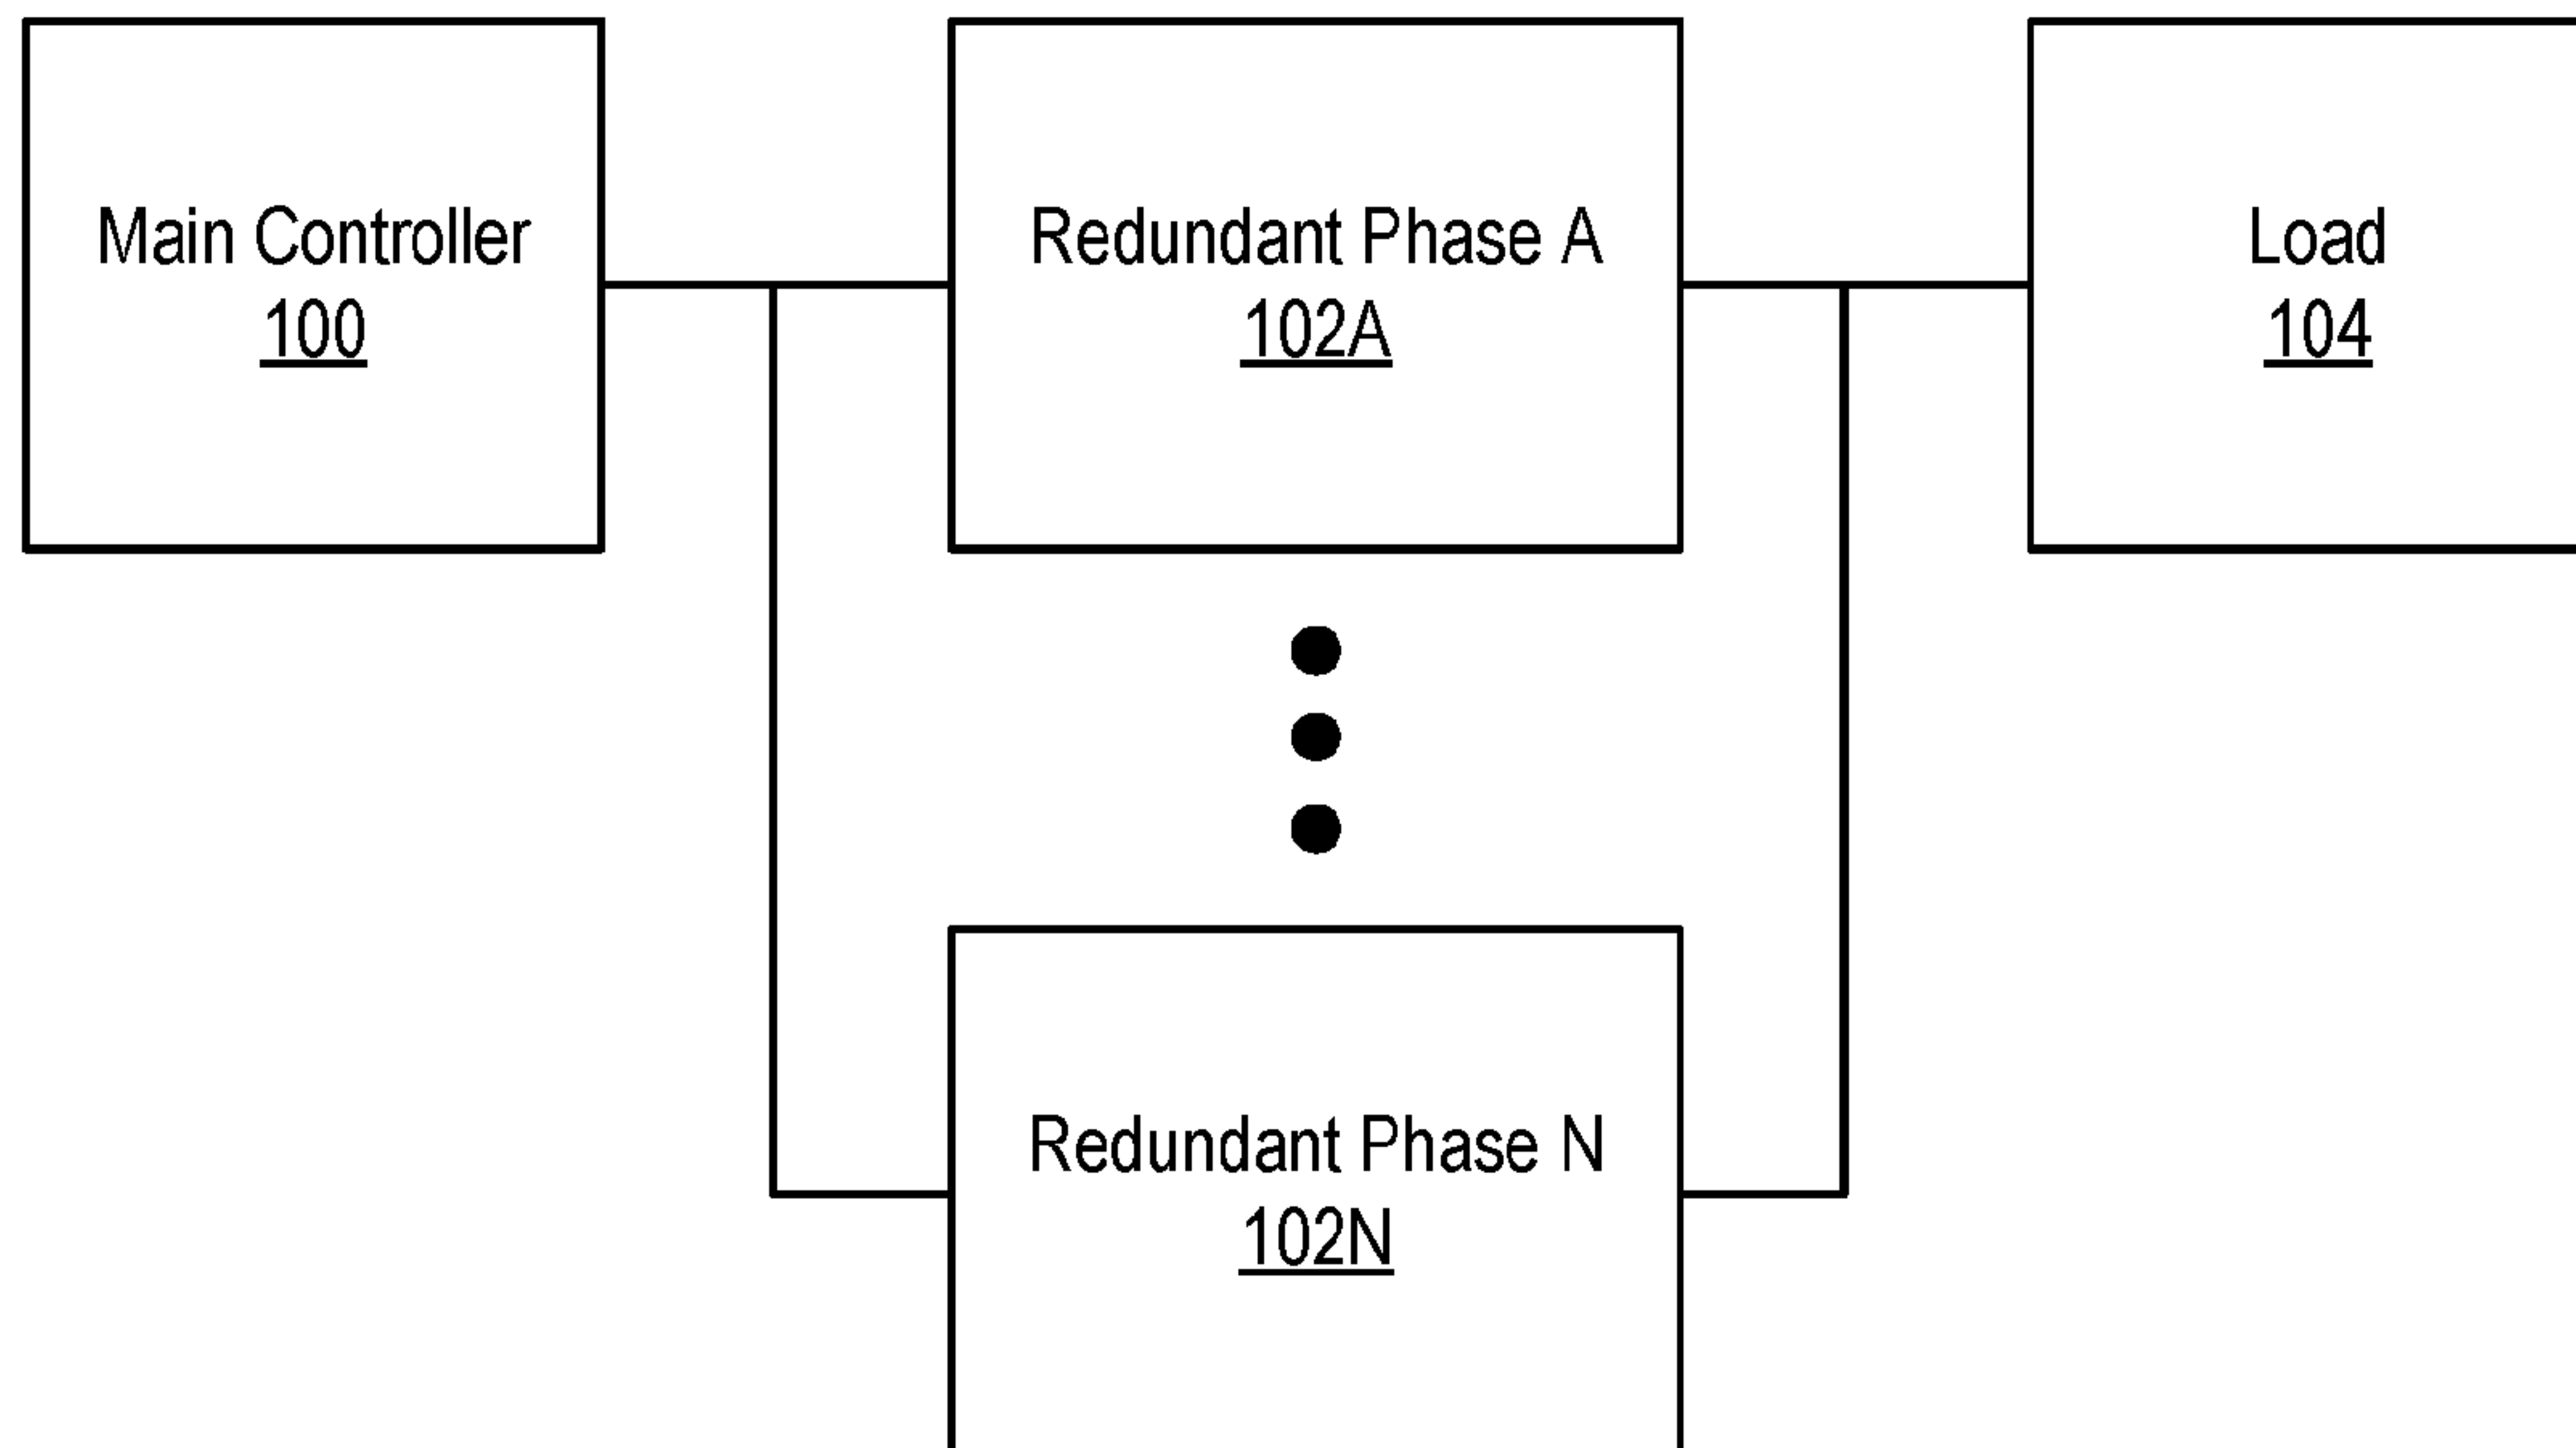 Main Controller
100
Redundant Phase A
102A
Load
104
Redundant Phase N
102N